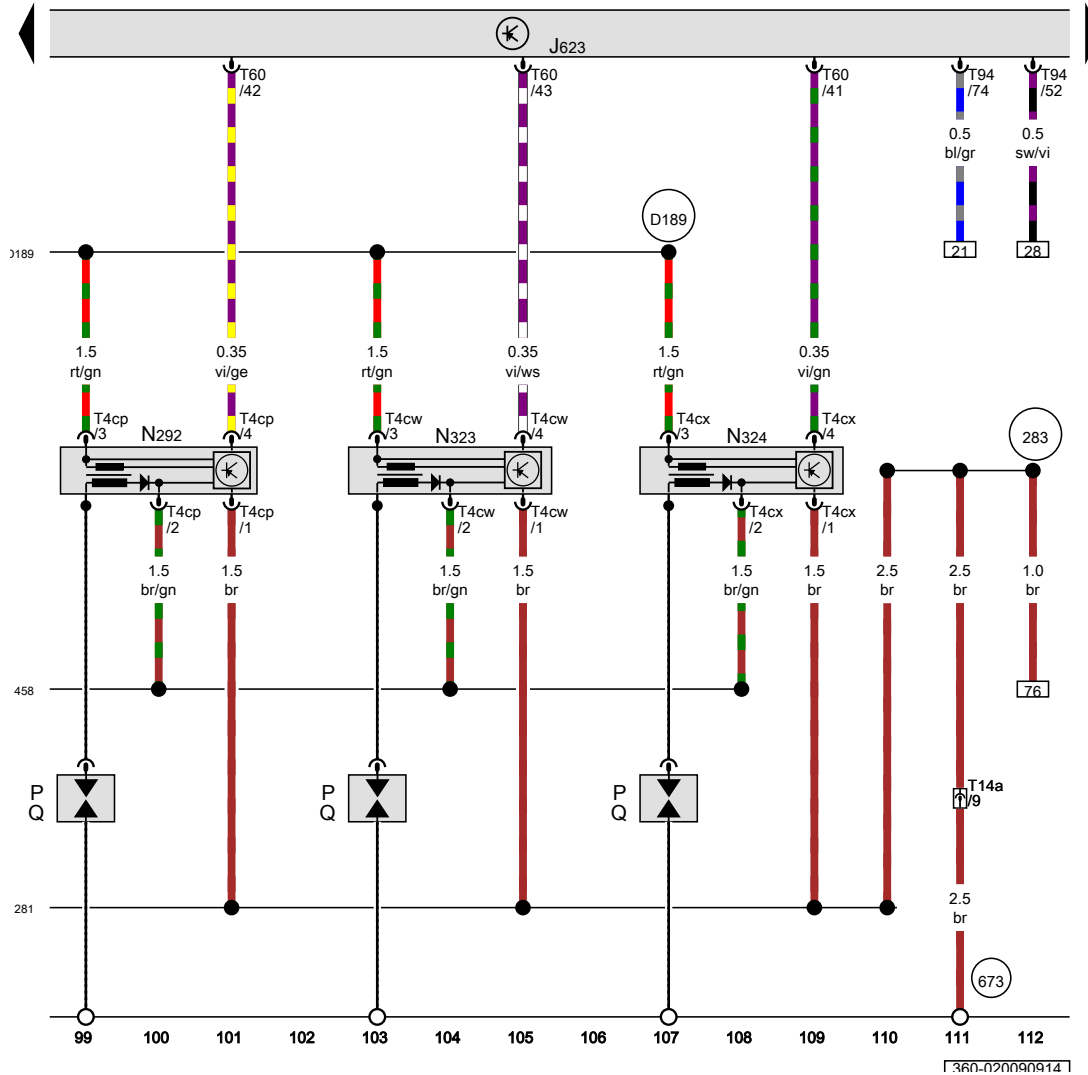 J623
T60 T60 T60 T94 T94
/42 /43 /41 /74 /52
0.5 0.5
bl/gr sw/vi
D189
21 28
1.5 0.35 1.5 0.35 1.5 0.35
rt/gn vi/ge rt/gn vi/ws rt/gn vi/gn
T4cp T4cp T4cw T4cw T4cx T4cx
/3 N292 /4 /3 N323 /4 /3 N324 /4
283
T4cp T4cp T4cw T4cw T4cx T4cx
/2 /1 /2 /1 /2 /1
1.5 1.5 1.5 1.5 1.5 1.5 2.5 2.5 1.0
br/gn br br/gn br br/gn br br br br
458
76
P P P T14a
Q Q Q /9
2.5
br
281
673
99 100 101 102 103 104 105 106 107 108 109 110 111 112
360-020090914